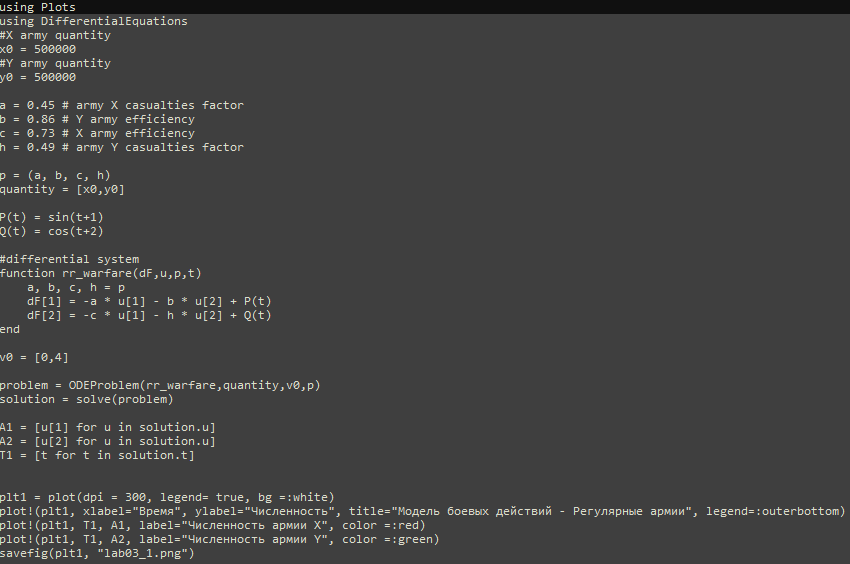 using Plots
using DifferentialEquations
#X army quantity
x0 = 500000
#Y army quantity
y0 = 500000
a = 0.45 # army X casualties factor
b = 0.86 # Y army efficiency
c = 0.73 # X army efficiency
h = 0.49 # army Y casualties factor
p = (a, b, c, h)
quantity = [x0,y0]
P(t) = sin(t+1)
Q(t) = cos(t+2)
#differential system
function rr_warfare(dF,u,p,t)
    a, b, c, h = p
    dF[1] = -a * u[1] - b * u[2] + P(t)
    dF[2] = -c * u[1] - h * u[2] + Q(t)
end
v0 = [0,4]
problem = ODEProblem(rr_warfare,quantity,v0,p)
solution = solve(problem)
A1 = [u[1] for u in solution.u]
A2 = [u[2] for u in solution.u]
T1 = [t for t in solution.t]
plt1 = plot(dpi = 300, legend= true, bg =:white)
plot!(plt1, xlabel="Время", ylabel="Численность", title="Модель боевых действий - Регулярные армии", legend=:outerbottom)
plot!(plt1, T1, A1, label="Численность армии X", color =:red)
plot!(plt1, T1, A2, label="Численность армии Y", color =:green)
savefig(plt1, "lab03_1.png")